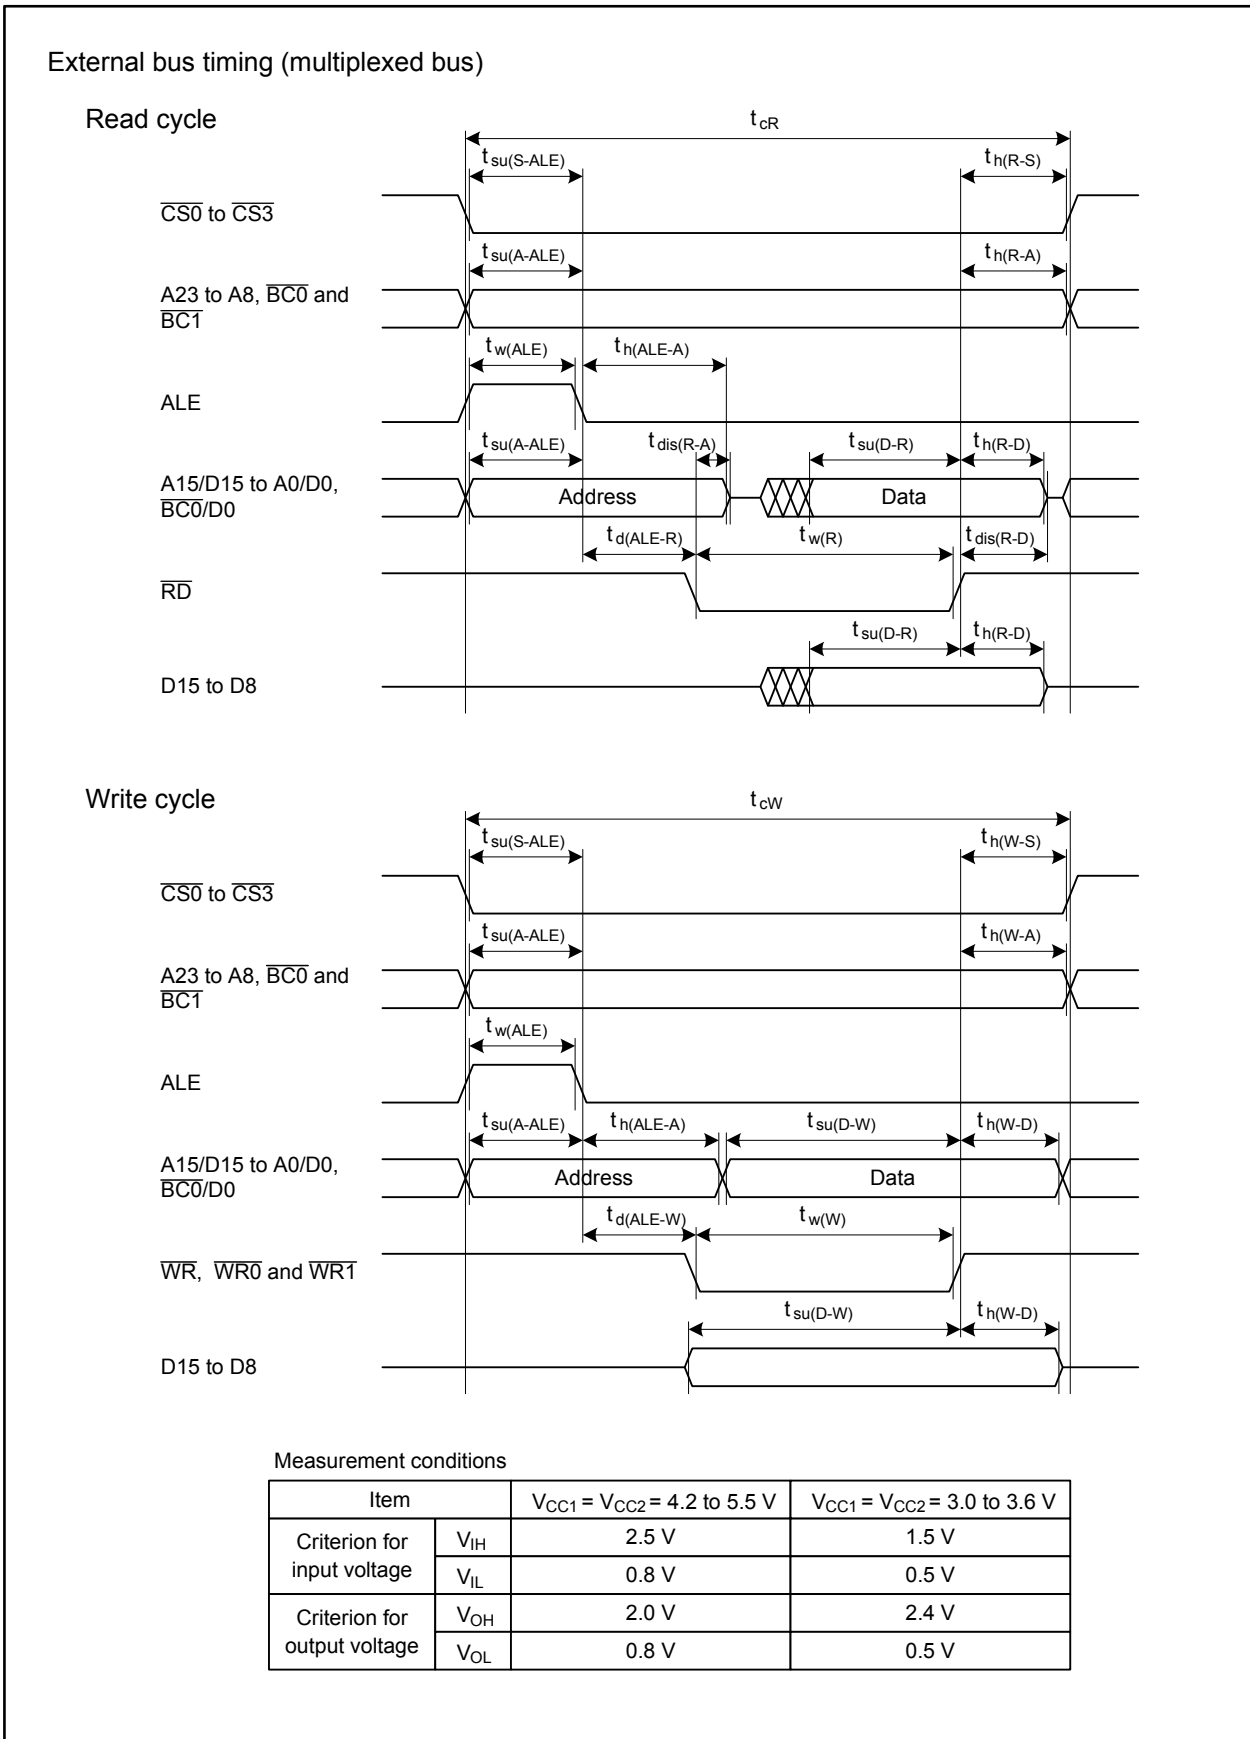 External bus timing (multiplexed bus)
Read cycle
tcR
tsu(S-ALE) th(R-S)
CS0 to CS3
tsu(A-ALE) th(R-A)
A23 to A8, BC0 and
BC1
tw(ALE) th(ALE-A)
ALE
tsu(A-ALE) tdis(R-A) tsu(D-R) th(R-D)
A15/D15 to A0/D0,
BC0/D0
Address Data
td(ALE-R) tw(R) tdis(R-D)
RD
tsu(D-R) th(R-D)
D15 to D8
Write cycle
tcW
tsu(S-ALE) th(W-S)
CS0 to CS3
tsu(A-ALE) th(W-A)
A23 to A8, BC0 and
BC1
tw(ALE)
ALE
tsu(A-ALE) th(ALE-A) tsu(D-W) th(W-D)
A15/D15 to A0/D0,
BC0/D0
Address Data
td(ALE-W) tw(W)
WR, WR0 and WR1
tsu(D-W) th(W-D)
D15 to D8
Measurement conditions
Item VCC1 = VCC2 = 4.2 to 5.5 V VCC1 = VCC2 = 3.0 to 3.6 V
Criterion for
input voltage
VIH 2.5 V 1.5 V
VIL 0.8 V 0.5 V
Criterion for
output voltage
VOH 2.0 V 2.4 V
VOL 0.8 V 0.5 V